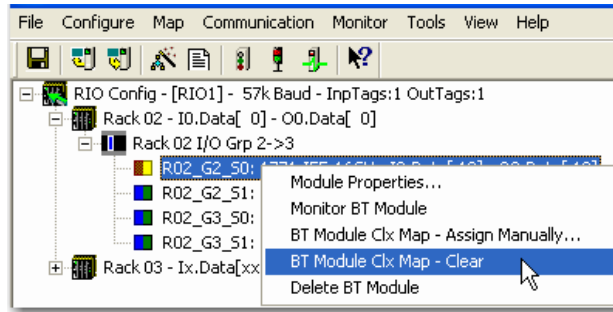 File Configure Map Communication Monitor Tools View Help
RIO Config - [RIO1] - 57k Baud - InpTags:1 OutTags:1
Rack 02 - I0.Data[ 0] - O0.Data[ 0]
Rack 02 I/O Grp 2->3
R02_G2_S0:
Module Properties...
R02_G2_S1:
Monitor BT Module
R02_G3_S0:
BT Module Clx Map - Assign Manually...
R02_G3_S1:
BT Module Clx Map - Clear
Rack 03 - Ix.Data[xx
Delete BT Module